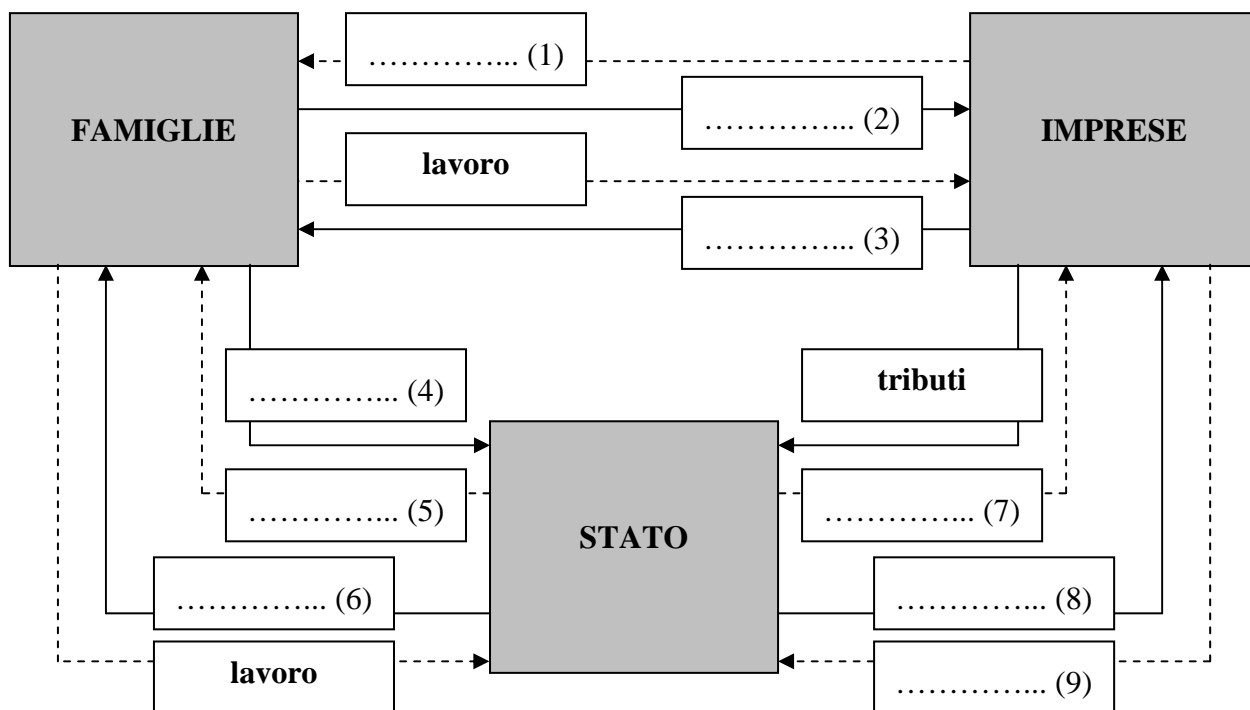 …………... (1)
…………... (2)
FAMIGLIE
IMPRESE
lavoro
…………... (3)
…………... (4)
tributi
…………... (5)
…………... (7)
STATO
…………... (6)
…………... (8)
lavoro
…………... (9)